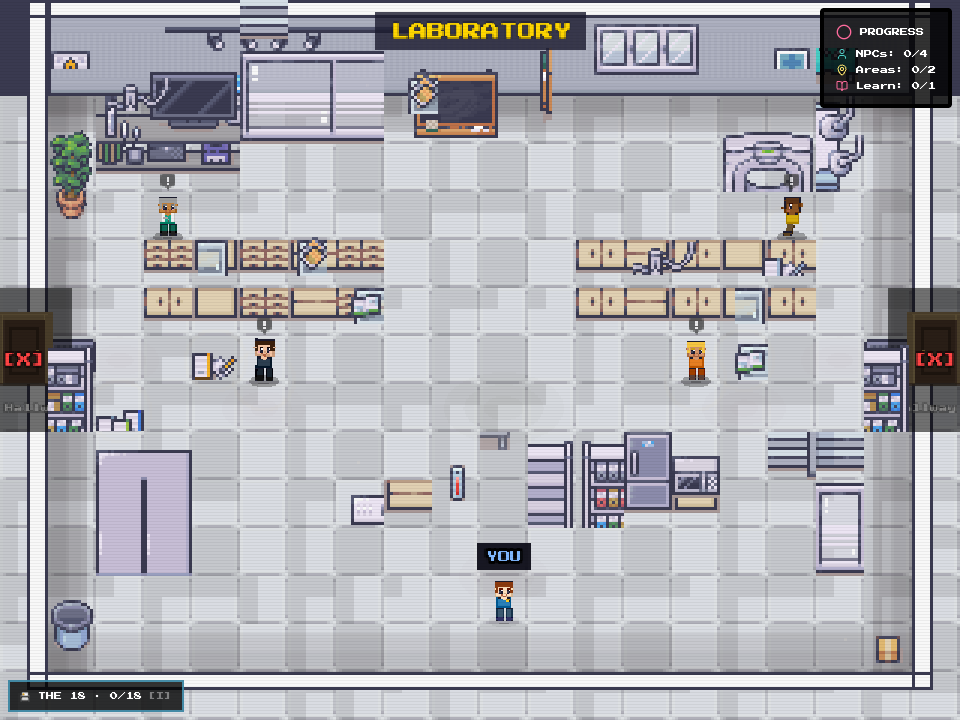 LABORATORY
PROGRESS
NPCs: 0/4
Areas: 0/2
Learn: 0/1
!
!
!
!
[X]
[X]
YOU
THE 18 · 0/18 [I]